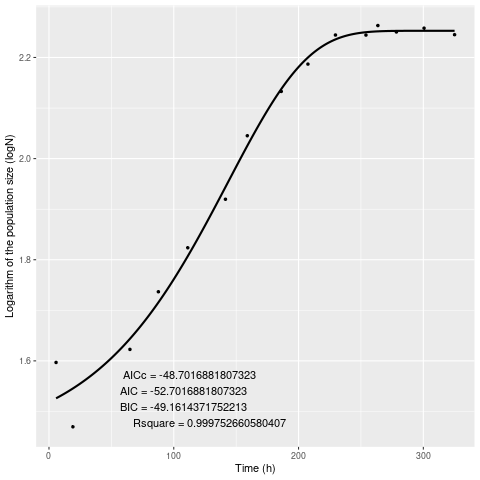 Logarithm of the population size (logN)
2.2
2.0
1.8
1.6
AICc = -48.7016881807323
AIC = -52.7016881807323
BIC = -49.1614371752213
Rsquare = 0.999752660580407
0
100
200
300
Time (h)